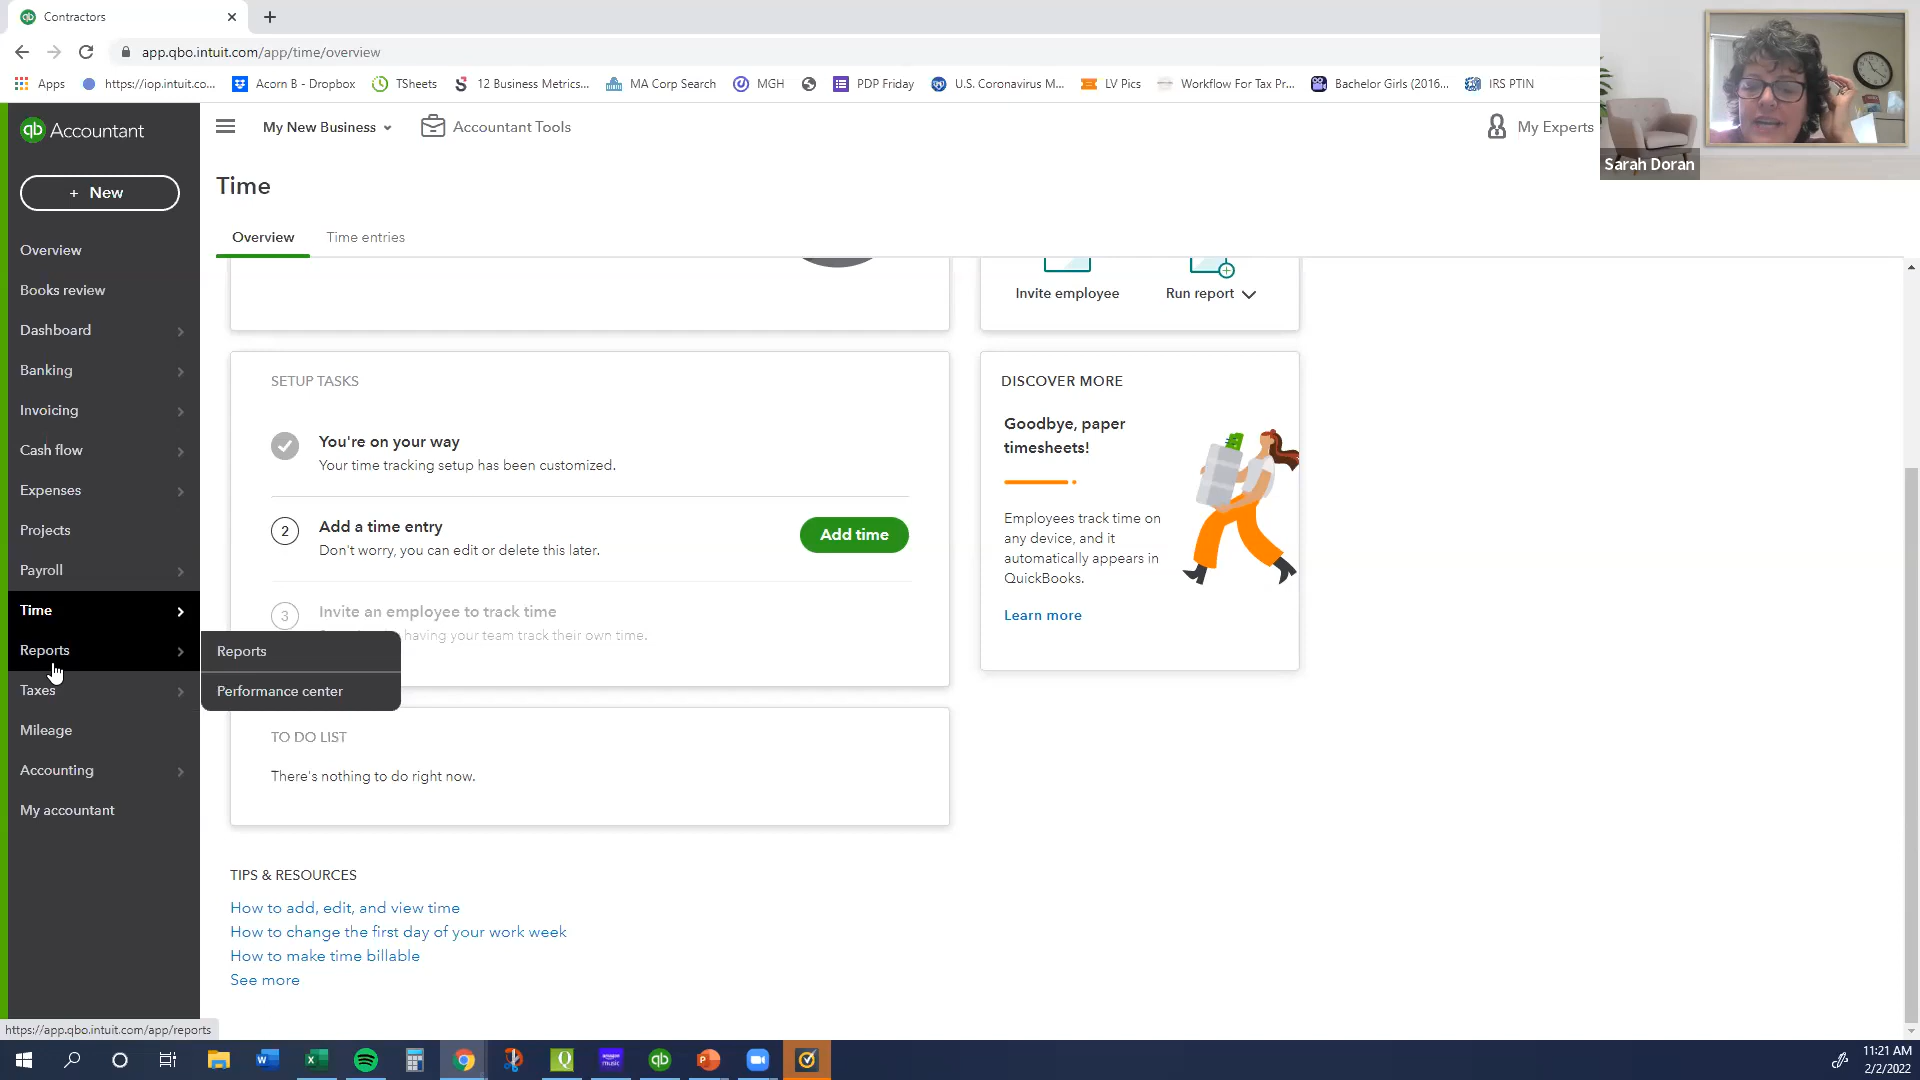 Contractors
app.qbo.intuit.com/app/time/overview
Apps
https://iop.intuit.co...
Acorn B - Dropbox
TSheets
12 Business Metrics...
MA Corp Search
MGH
PDP Friday
U.S. Coronavirus M...
LV Pics
Workflow For Tax Pr...
Bachelor Girls (2016...
IRS PTIN
Sarah Doran
qb Accountant
My New Business
Accountant Tools
My Experts
+ New
Time
Overview
Time entries
Overview
Books review
Dashboard
Banking
Invoicing
Cash flow
Expenses
Projects
Payroll
Time
Reports
Taxes
Mileage
Accounting
My accountant
Reports
Performance center
Invite employee
Run report
SETUP TASKS
You're on your way
Your time tracking setup has been customized.
2
Add a time entry
Don't worry, you can edit or delete this later.
Add time
3
Invite an employee to track time
having your team track their own time.
DISCOVER MORE
Goodbye, paper
timesheets!
Employees track time on
any device, and it
automatically appears in
QuickBooks.
Learn more
TO DO LIST
There's nothing to do right now.
TIPS & RESOURCES
How to add, edit, and view time
How to change the first day of your work week
How to make time billable
See more
https://app.qbo.intuit.com/app/reports
11:21 AM
2/2/2022